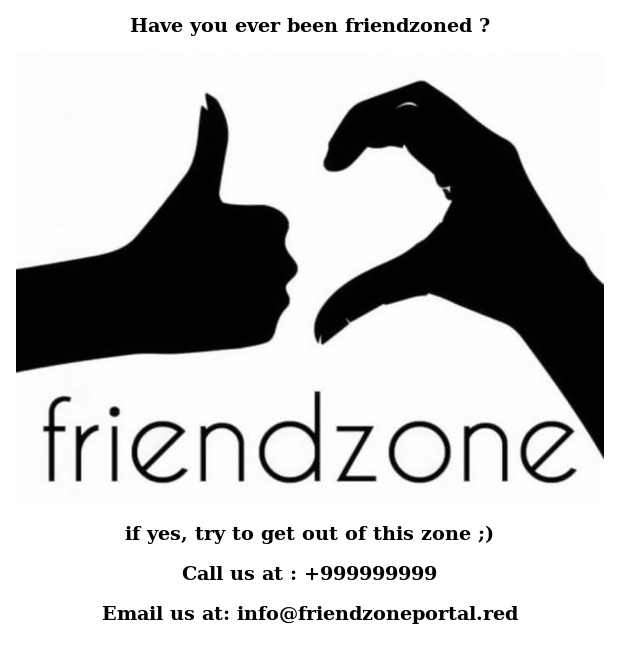 Have you ever been friendzoned ?
friendzone
if yes, try to get out of this zone ;)
Call us at : +999999999
Email us at: info@friendzoneportal.red